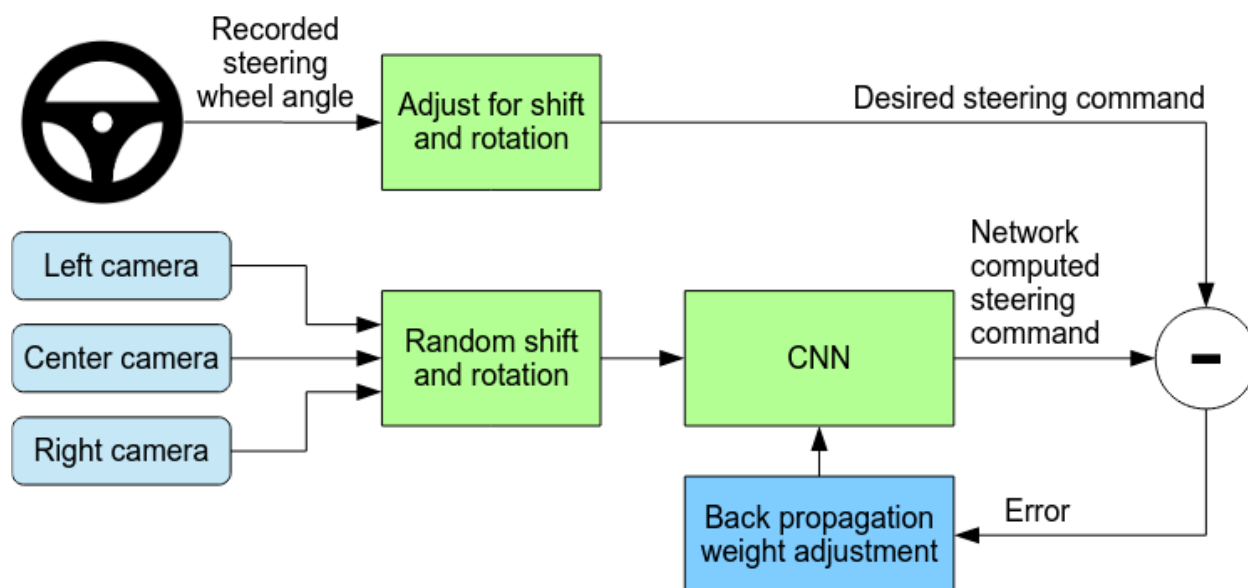 Recorded
steering
wheel angle
Adjust for shift
and rotation
Desired steering command
Left camera
Center camera
Right camera
Random shift
and rotation
CNN
Network
computed
steering
command
-
Back propagation
weight adjustment
Error